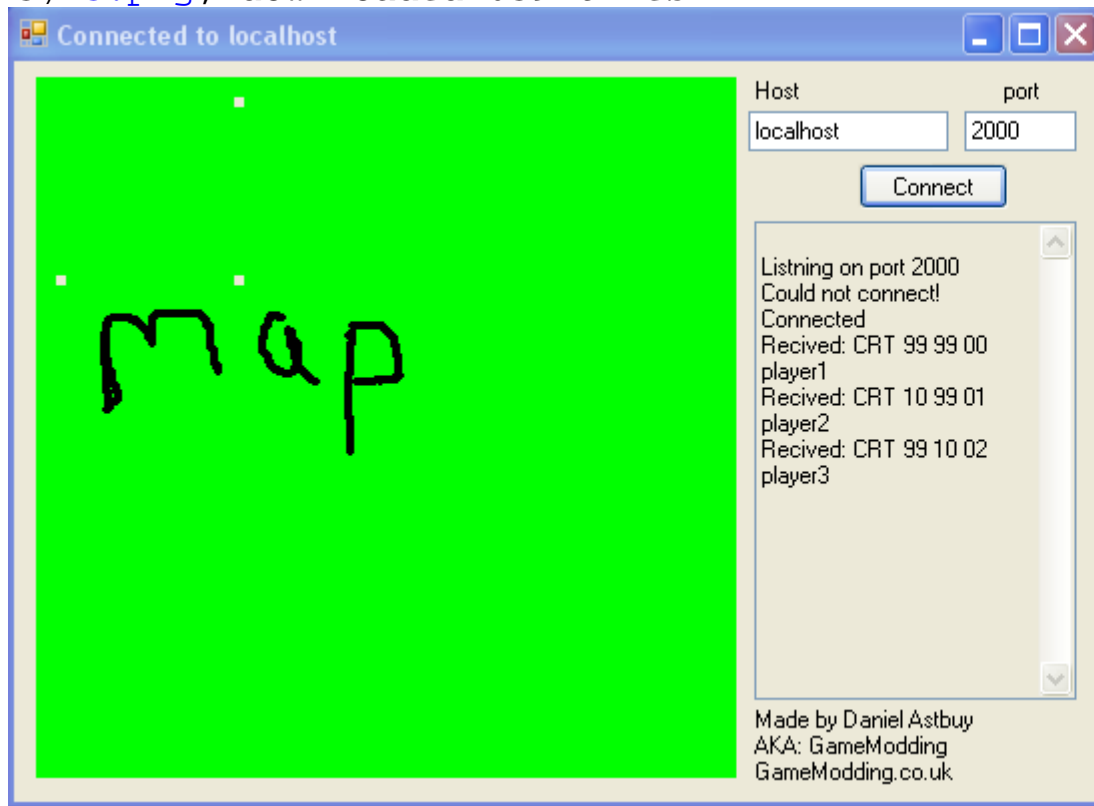 Connected to localhost
Host port
localhost 2000
Connect
map
Listning on port 2000
Could not connect!
Connected
Recived: CRT 99 99 00
player1
Recived: CRT 10 99 01
player2
Recived: CRT 99 10 02
player3
Made by Daniel Astbuy
AKA: GameModding
GameModding.co.uk